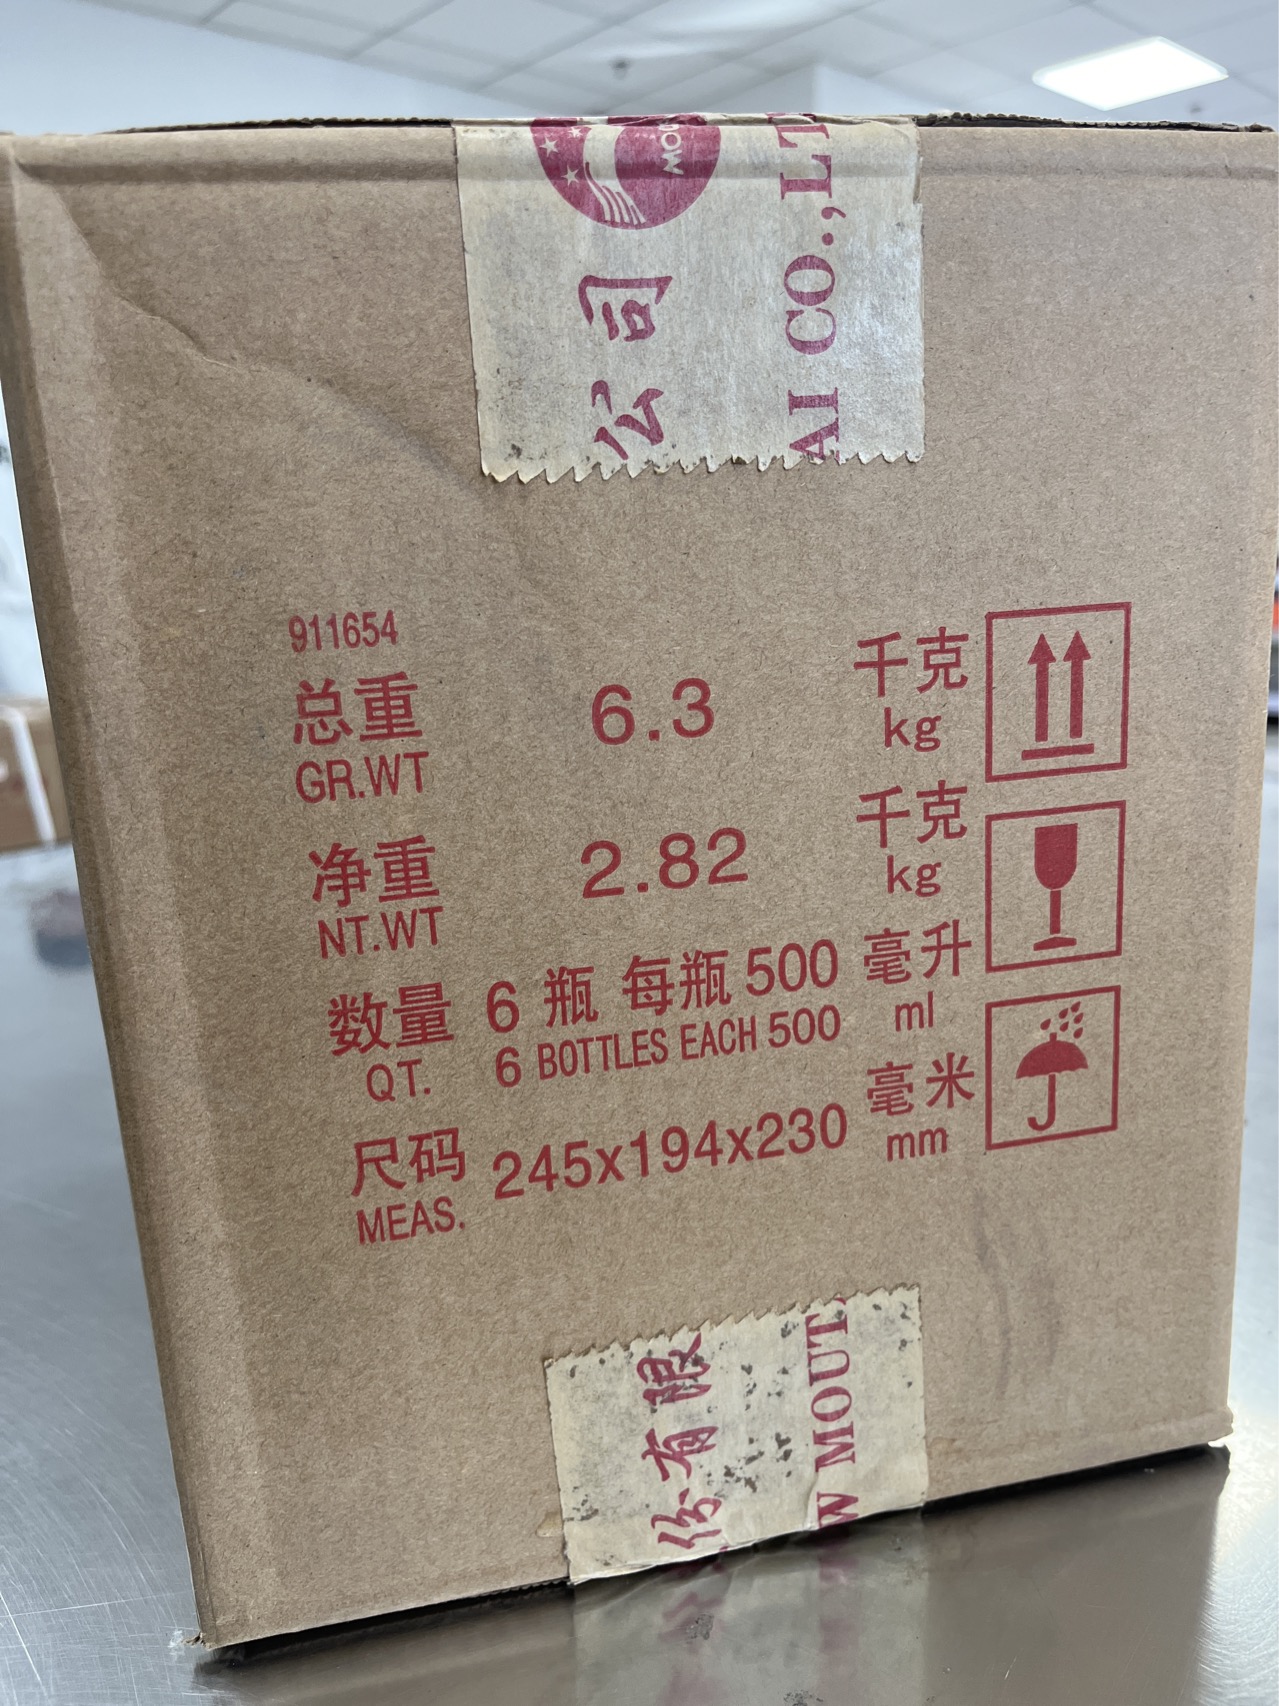 MOU
公司
AI CO.,LT
911654
总重 6.3 千克
GR.WT kg
净重 2.82 千克
NT.WT kg
数量 6 瓶 每瓶 500 毫升
QT. 6 BOTTLES EACH 500 ml
尺码 245x194x230 毫米
MEAS. mm
份有限
W MOUT